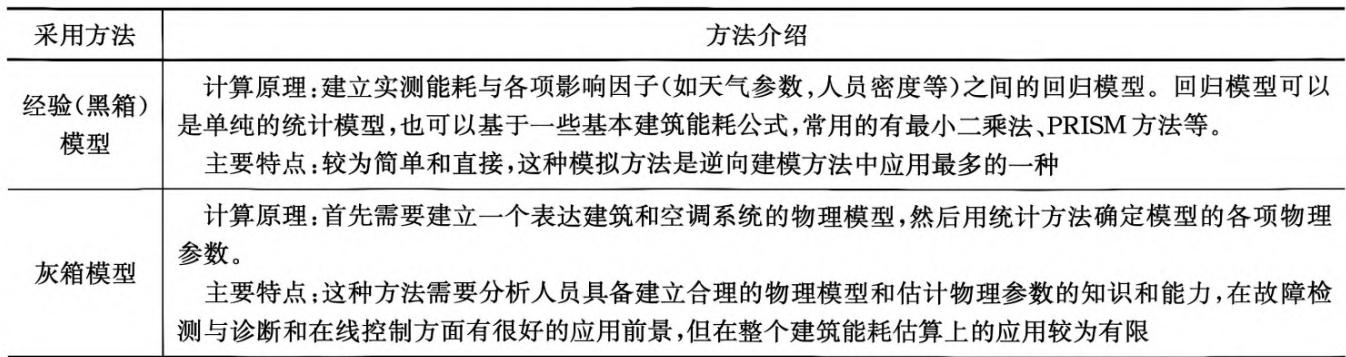 采用方法
方法介绍
经验(黑箱)
模型
计算原理:建立实测能耗与各项影响因子(如天气参数,人员密度等)之间的回归模型。回归模型可以
是单纯的统计模型,也可以基于一些基本建筑能耗公式,常用的有最小二乘法、PRISM方法等。
主要特点:较为简单和直接,这种模拟方法是逆向建模方法中应用最多的一种
灰箱模型
计算原理:首先需要建立一个表达建筑和空调系统的物理模型,然后用统计方法确定模型的各项物理
参数。
主要特点:这种方法需要分析人员具备建立合理的物理模型和估计物理参数的知识和能力,在故障检
测与诊断和在线控制方面有很好的应用前景,但在整个建筑能耗估算上的应用较为有限